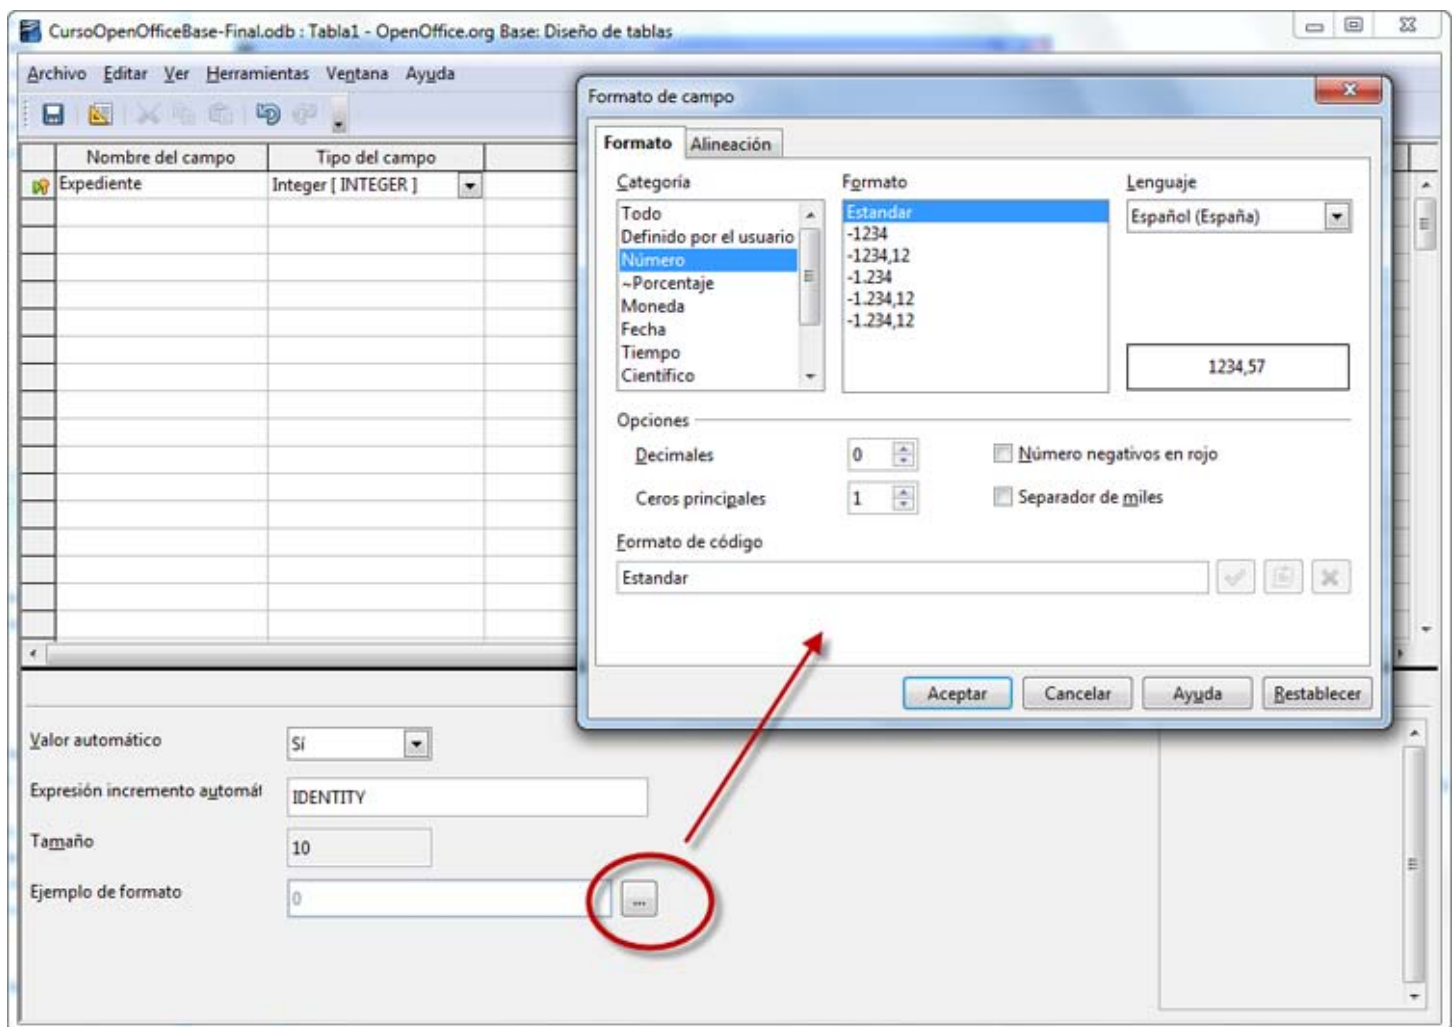 CursoOpenOfficeBase-Final.odb : Tabla1 - OpenOffice.org Base: Diseño de tablas
Archivo Editar Ver Herramientas Ventana Ayuda
Nombre del campo Tipo del campo
Expediente Integer [ INTEGER ]
Formato de campo
Formato Alineación
Categoría Formato Lenguaje
Todo Estandar Español (España)
Definido por el usuario -1234
Número -1234,12
~Porcentaje -1.234
Moneda -1.234,12
Fecha -1.234,12
Tiempo
Científico 1234,57
Opciones
Decimales 0 Número negativos en rojo
Ceros principales 1 Separador de miles
Formato de código
Estandar
Aceptar Cancelar Ayuda Restablecer
Valor automático Sí
Expresión incremento automát IDENTITY
Tamaño 10
Ejemplo de formato 0 ...